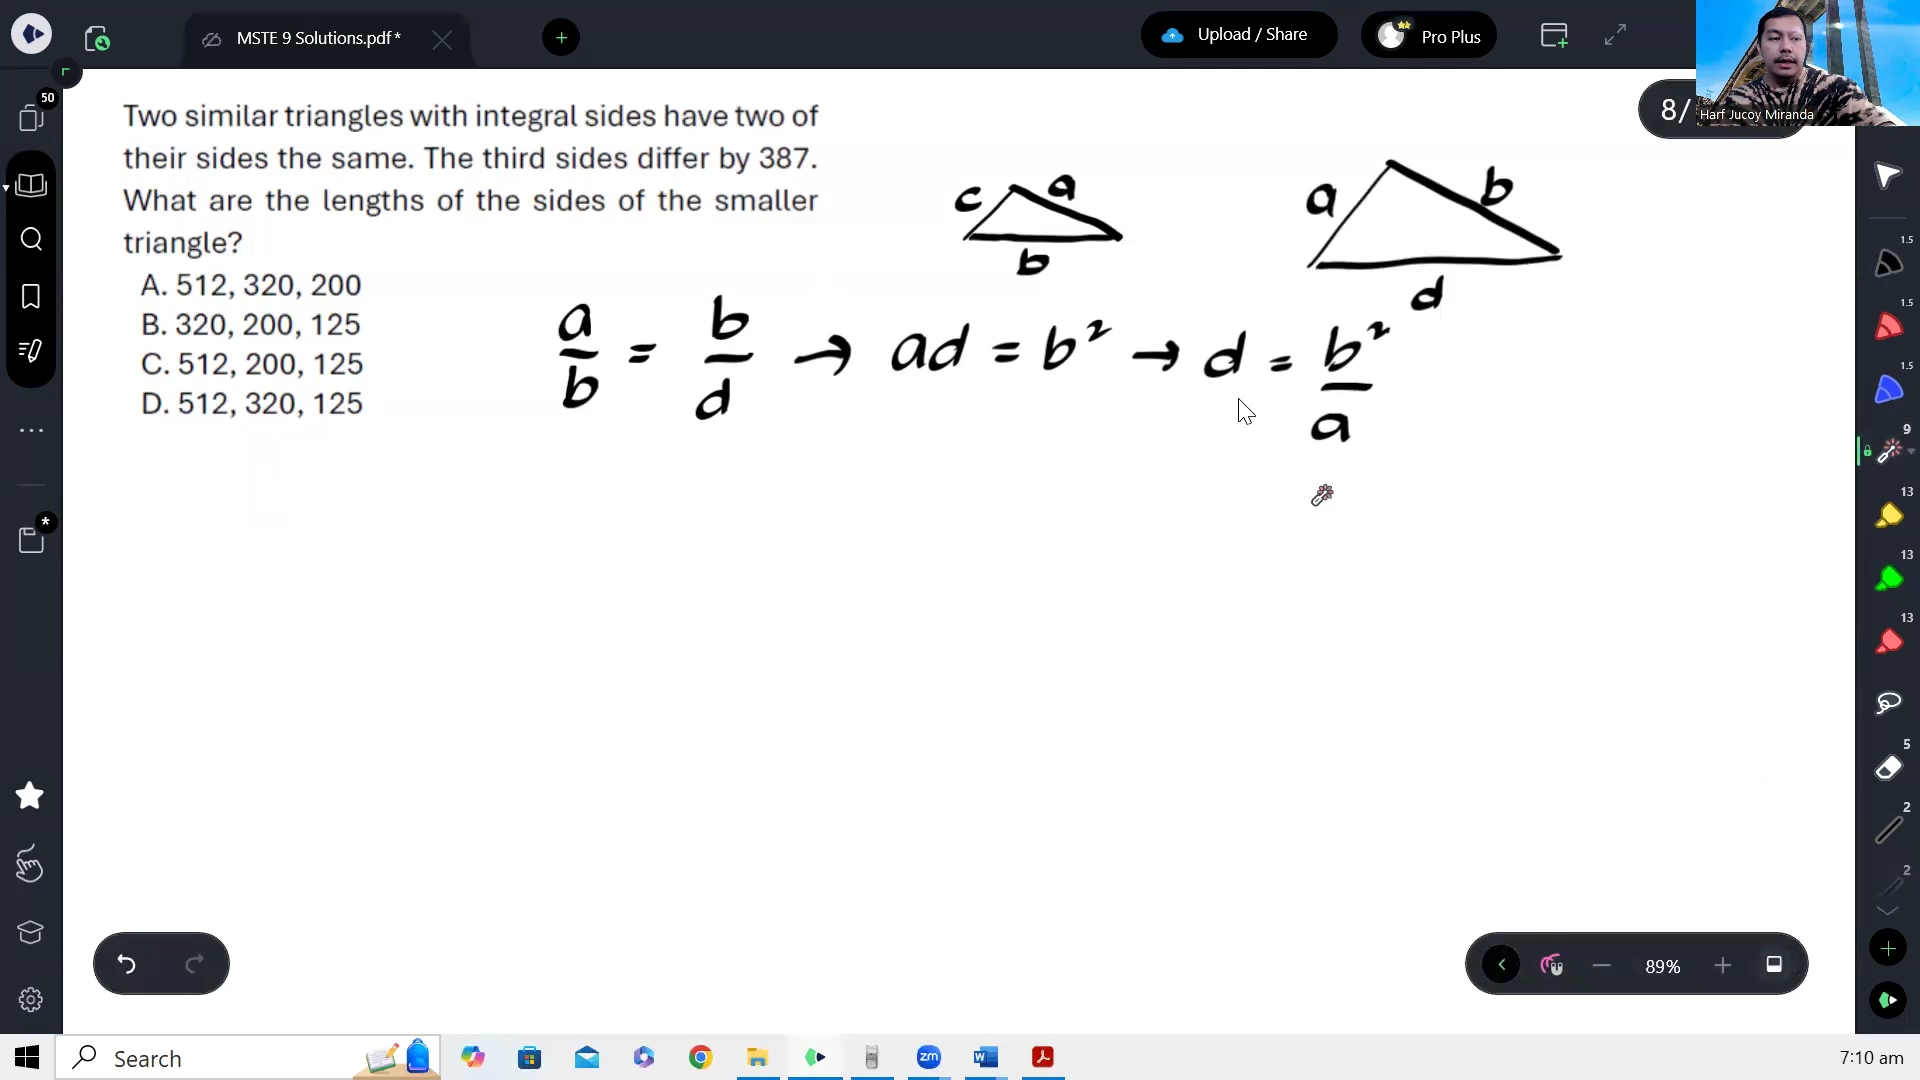 MSTE 9 Solutions.pdf*
Upload / Share
Pro Plus
Harf Jucoy Miranda
50
8/
Two similar triangles with integral sides have two of
their sides the same. The third sides differ by 387.
What are the lengths of the sides of the smaller
triangle?
A. 512, 320, 200
B. 320, 200, 125
C. 512, 200, 125
D. 512, 320, 125
c a
b
a b
d
a/b = b/d → ad = b² → d = b²/a
1.5
1.5
1.5
9
13
13
13
5
2
2
89%
Search
zm
7:10 am